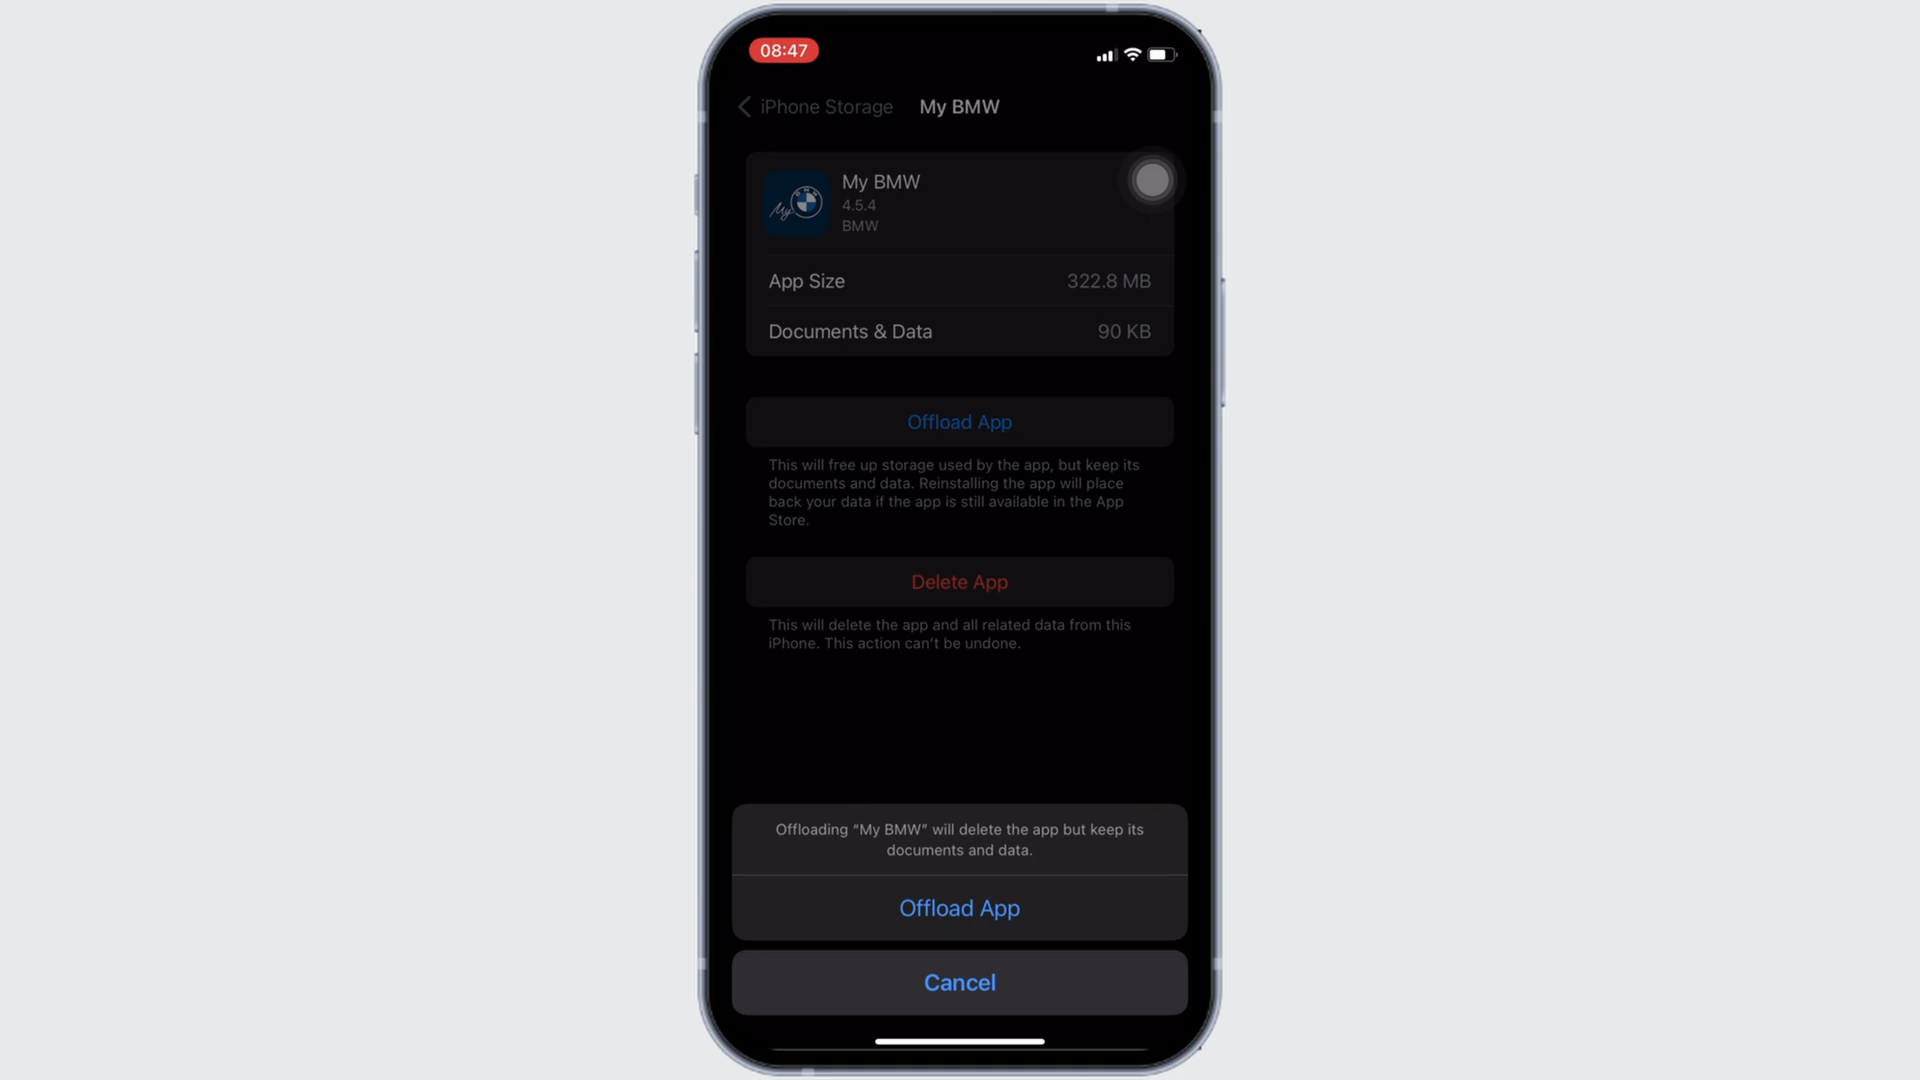 08:47
iPhone Storage My BMW
My BMW
My
4.5.4
BMW
App Size 322.8 MB
Documents & Data 90 KB
Offload App
This will free up storage used by the app, but keep its
documents and data. Reinstalling the app will place
back your data if the app is still available in the App
Store.
Delete App
This will delete the app and all related data from this
iPhone. This action can't be undone.
Offloading "My BMW" will delete the app but keep its
documents and data.
Offload App
Cancel